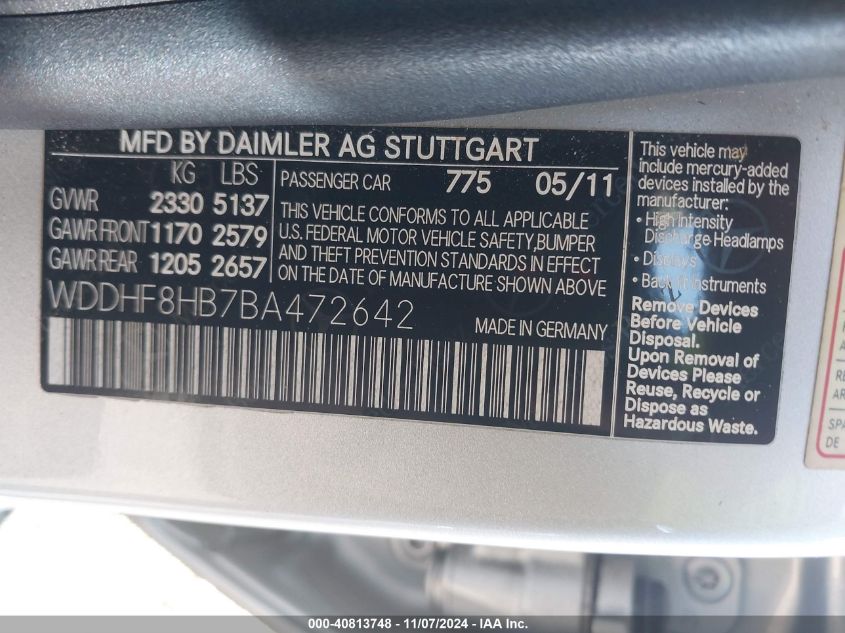 MFD BY DAIMLER AG STUTTGART
KG LBS
GVWR 2330 5137
GAWR FRONT 1170 2579
GAWR REAR 1205 2657
PASSENGER CAR 775 05/11
THIS VEHICLE CONFORMS TO ALL APPLICABLE
U.S. FEDERAL MOTOR VEHICLE SAFETY,BUMPER
AND THEFT PREVENTION STANDARDS IN EFFECT
ON THE DATE OF MANUFACTURE SHOWN ABOVE
WDDHF8HB7BA472642
MADE IN GERMANY
This vehicle may
include mercury-added
devices installed by the
manufacturer:
• High Intensity
Discharge Headlamps
• Displays
• Back lit Instruments
Remove Devices
Before Vehicle
Disposal.
Upon Removal of
Devices Please
Reuse, Recycle or
Dispose as
Hazardous Waste.
RE
AR
SPA
DE
000-40813748 - 11/07/2024 - IAA Inc.